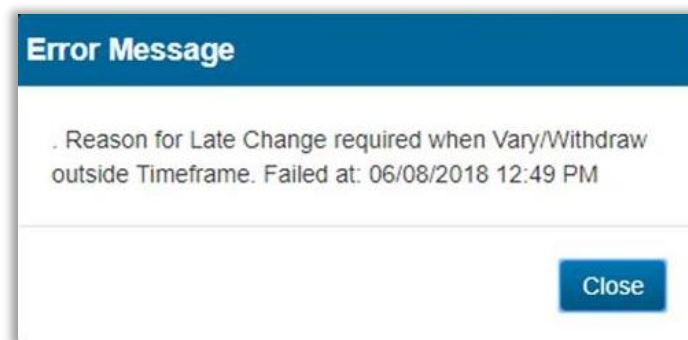 Error Message
. Reason for Late Change required when Vary/Withdraw
outside Timeframe. Failed at: 06/08/2018 12:49 PM
Close